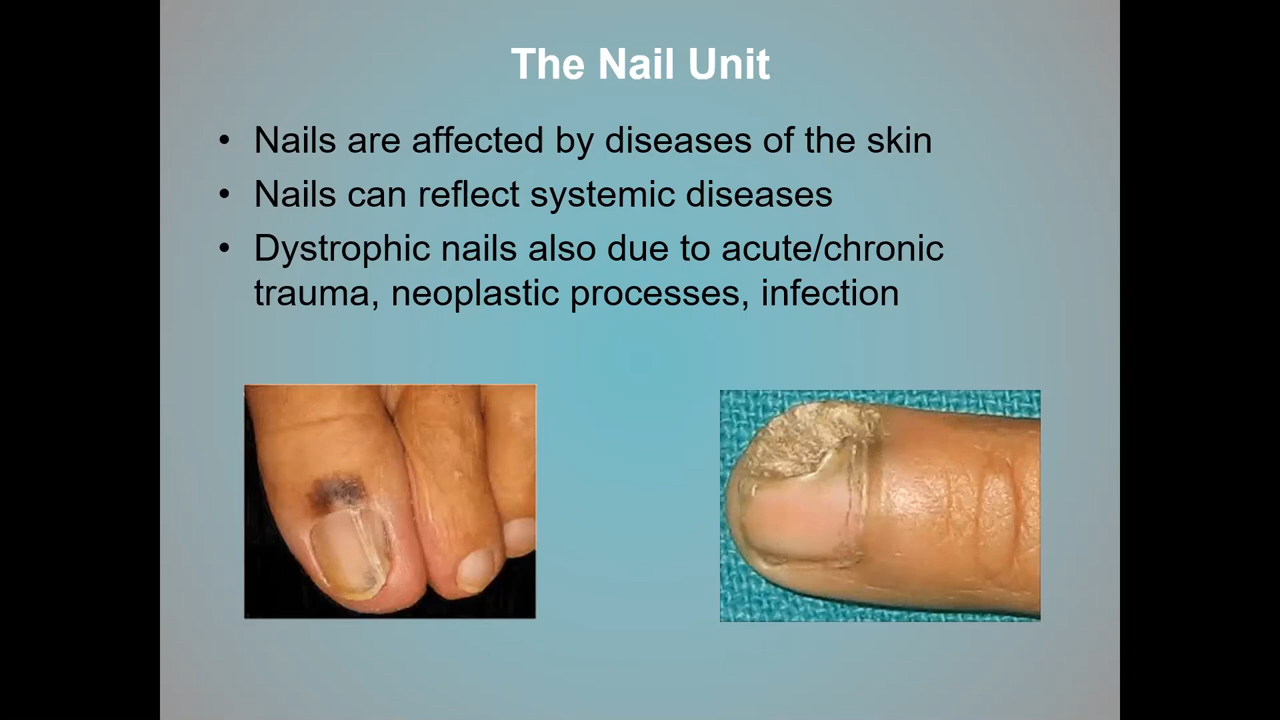 The Nail Unit
• Nails are affected by diseases of the skin
• Nails can reflect systemic diseases
• Dystrophic nails also due to acute/chronic
trauma, neoplastic processes, infection